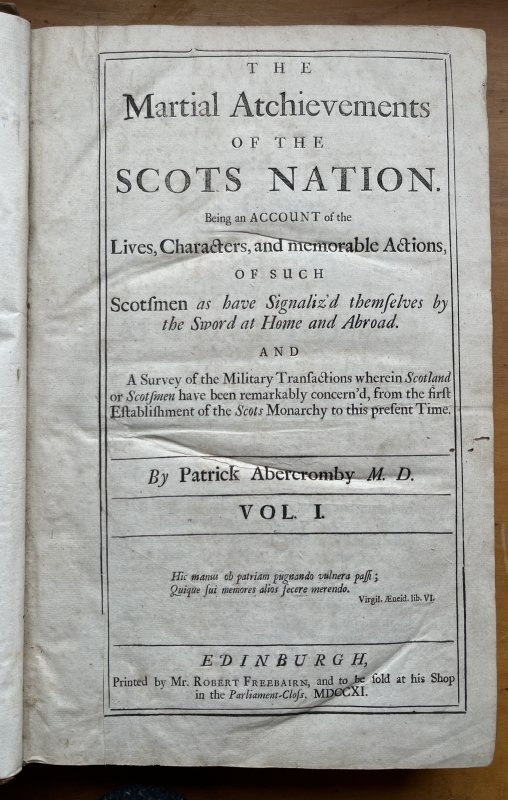 THE
Martial Atchievements
OF THE
SCOTS NATION.
Being an ACCOUNT of the
Lives, Characters, and memorable Actions,
OF SUCH
Scotſmen as have Signaliz'd themſelves by
the Sword at Home and Abroad.
AND
A Survey of the Military Tranſactions wherein Scotland
or Scotſmen have been remarkably concern'd, from the firſt
Eſtabliſhment of the Scots Monarchy to this preſent Time.
By Patrick Abercromby M. D.
VOL. I.
Hic manus ob patriam pugnando vulnera paſſi;
Quique ſui memores alios fecere merendo.
Virgil. Æneid. lib. VI.
EDINBURGH,
Printed by Mr. ROBERT FREEBAIRN, and to be ſold at his Shop
in the Parliament-Cloſs, MDCCXI.